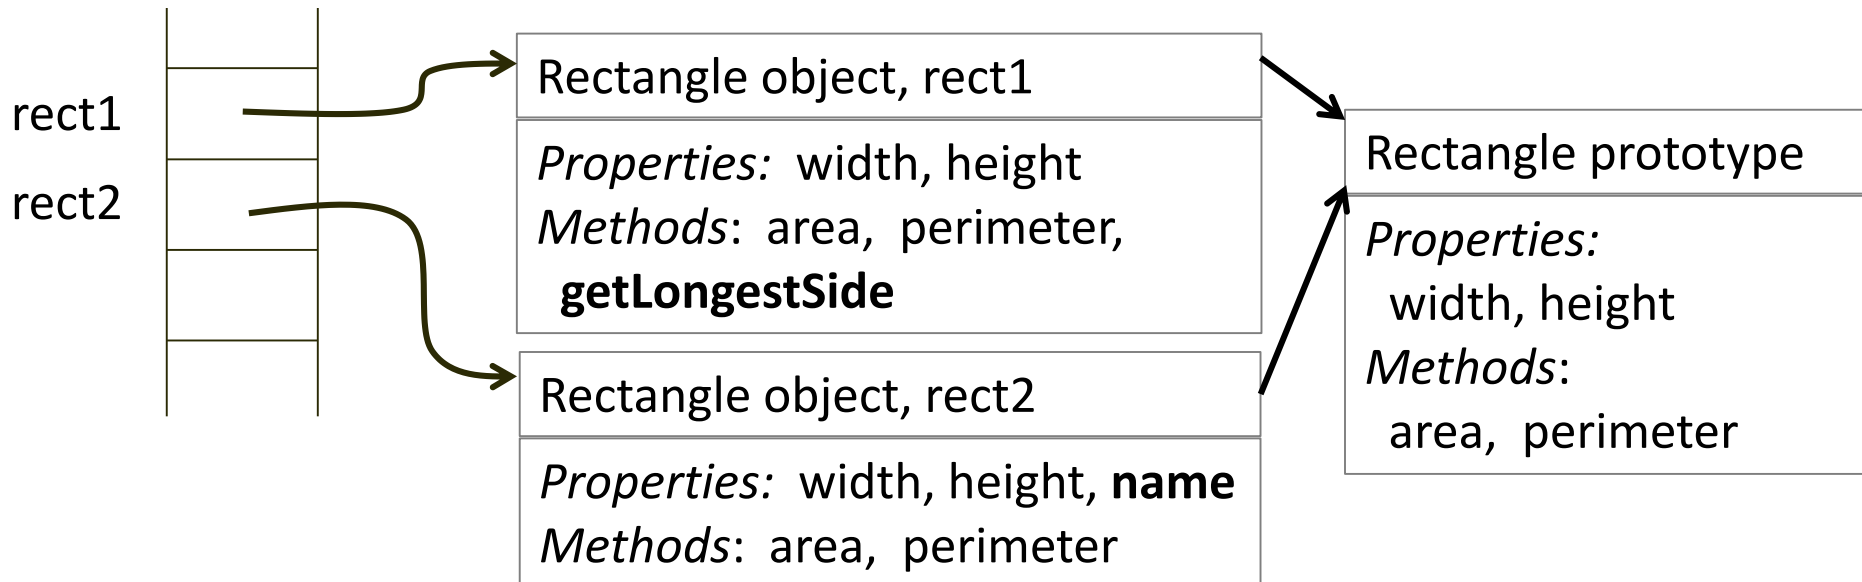 rect1
rect2
Rectangle object, rect1
Properties: width, height
Methods: area, perimeter,
getLongestSide
Rectangle object, rect2
Properties: width, height, name
Methods: area, perimeter
Rectangle prototype
Properties:
width, height
Methods:
area, perimeter